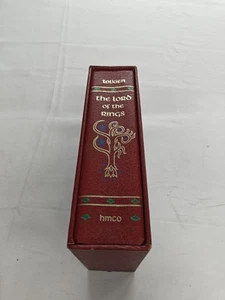 tolkien
the lord
of the
rings
hmco